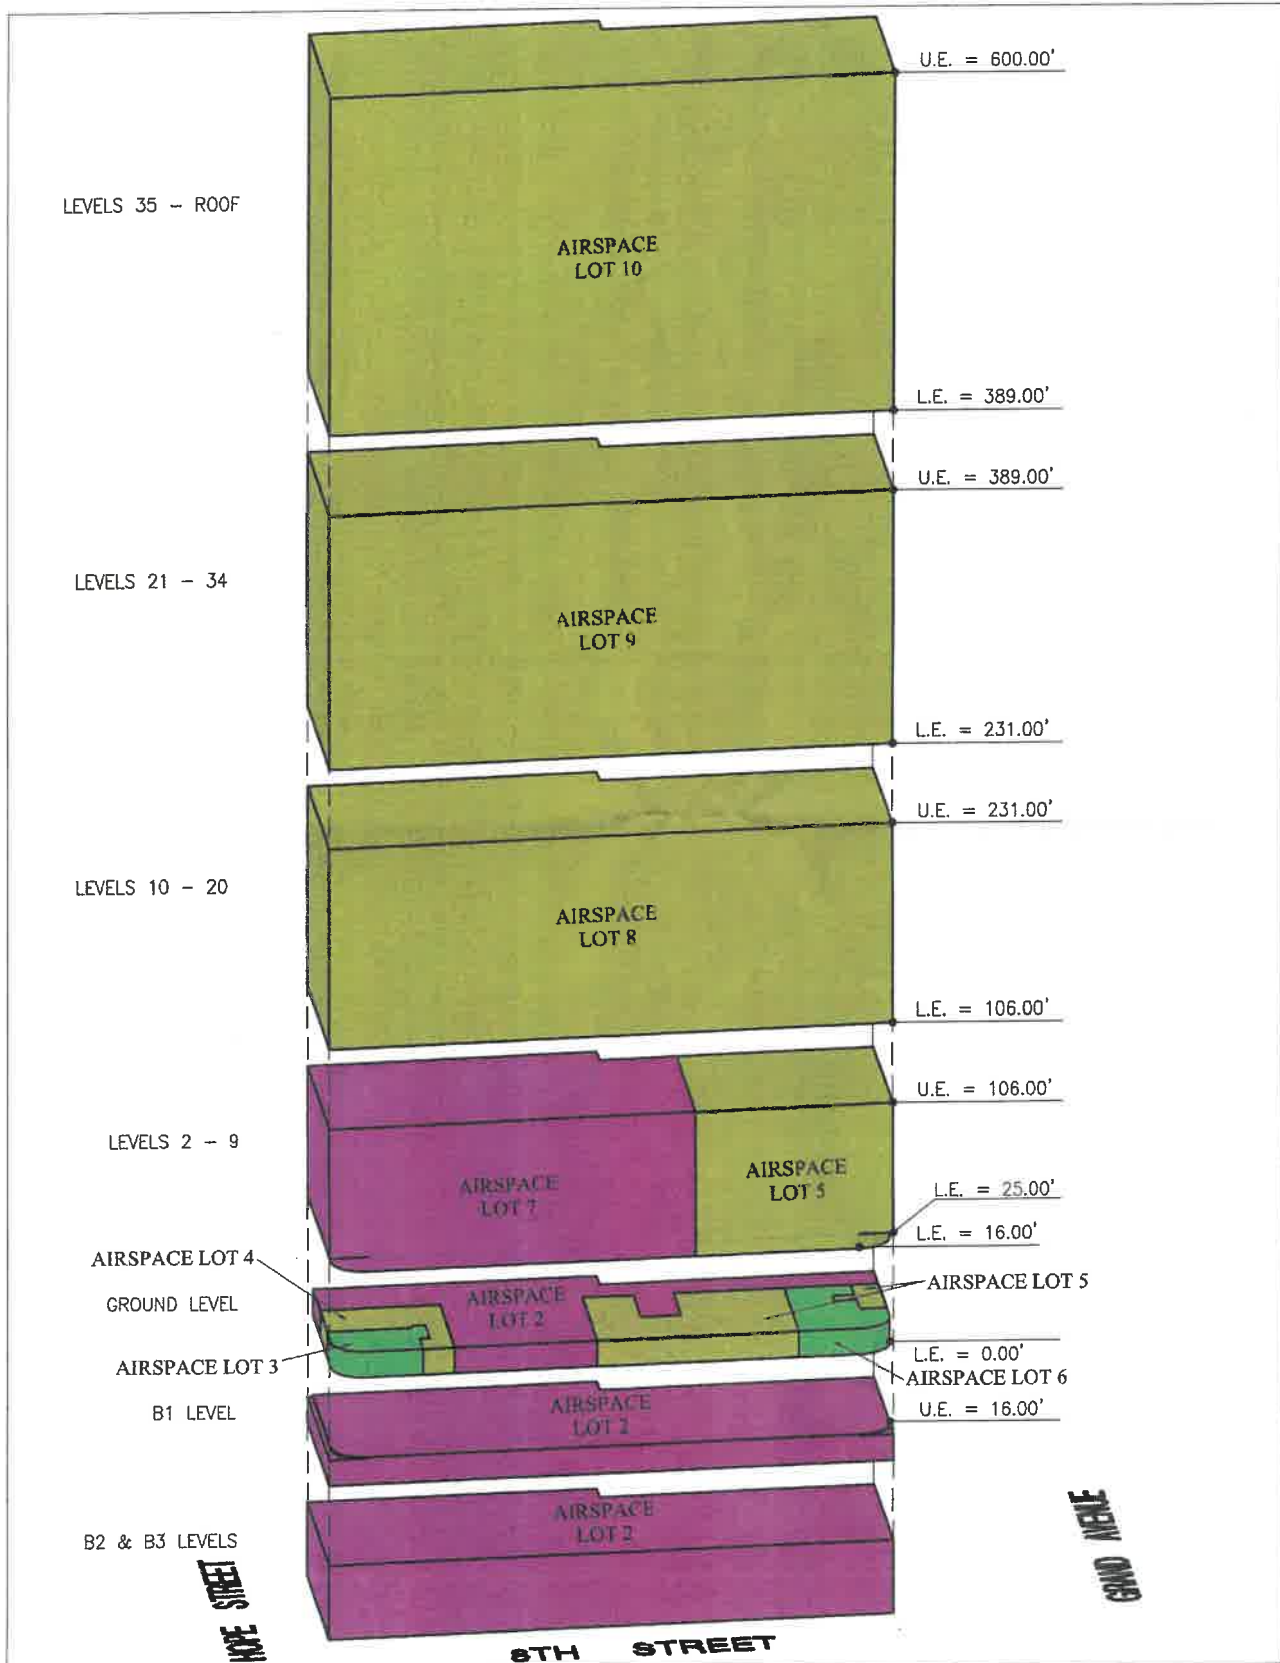 U.E. = 600.00'
LEVELS 35 - ROOF
AIRSPACE
LOT 10
L.E. = 389.00'
U.E. = 389.00'
LEVELS 21 - 34
AIRSPACE
LOT 9
L.E. = 231.00'
U.E. = 231.00'
LEVELS 10 - 20
AIRSPACE
LOT 8
L.E. = 106.00'
U.E. = 106.00'
LEVELS 2 - 9
AIRSPACE
LOT 7
AIRSPACE
LOT 5
L.E. = 25.00'
L.E. = 16.00'
AIRSPACE LOT 4
GROUND LEVEL
AIRSPACE
LOT 2
AIRSPACE LOT 5
AIRSPACE LOT 3
L.E. = 0.00'
AIRSPACE LOT 6
B1 LEVEL
AIRSPACE
LOT 2
U.E. = 16.00'
B2 & B3 LEVELS
AIRSPACE
LOT 2
HOPE STREET
8TH STREET
GRAND AVENUE